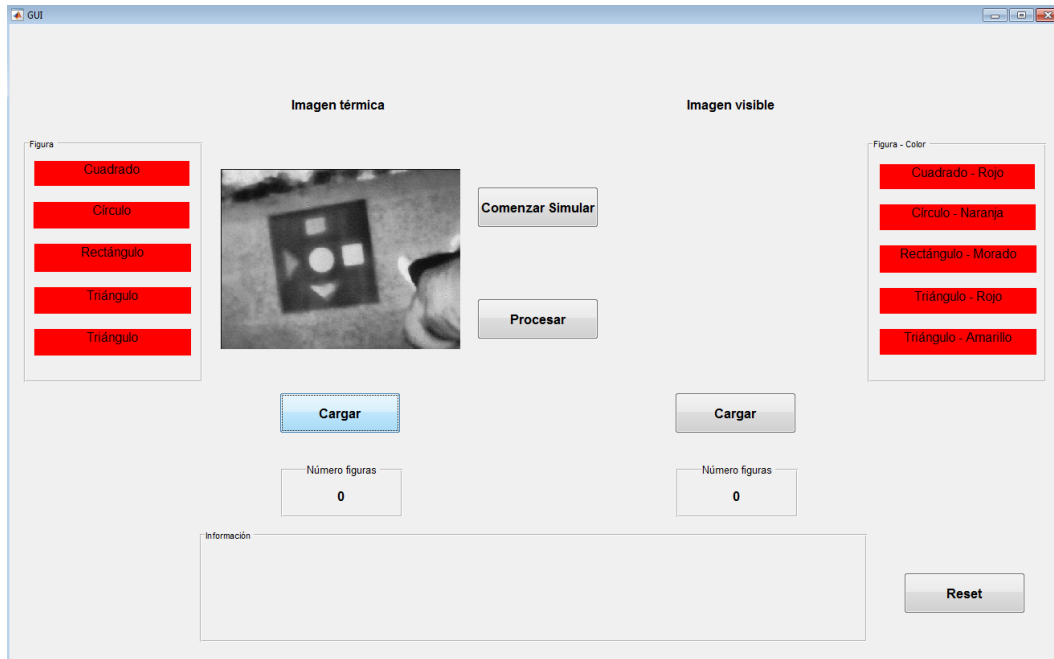 GUI
Imagen térmica
Imagen visible
Figura
Cuadrado
Círculo
Rectángulo
Triángulo
Triángulo
Comenzar Simular
Procesar
Figura - Color
Cuadrado - Rojo
Círculo - Naranja
Rectángulo - Morado
Triángulo - Rojo
Triángulo - Amarillo
Cargar
Cargar
Número figuras
0
Número figuras
0
Información
Reset